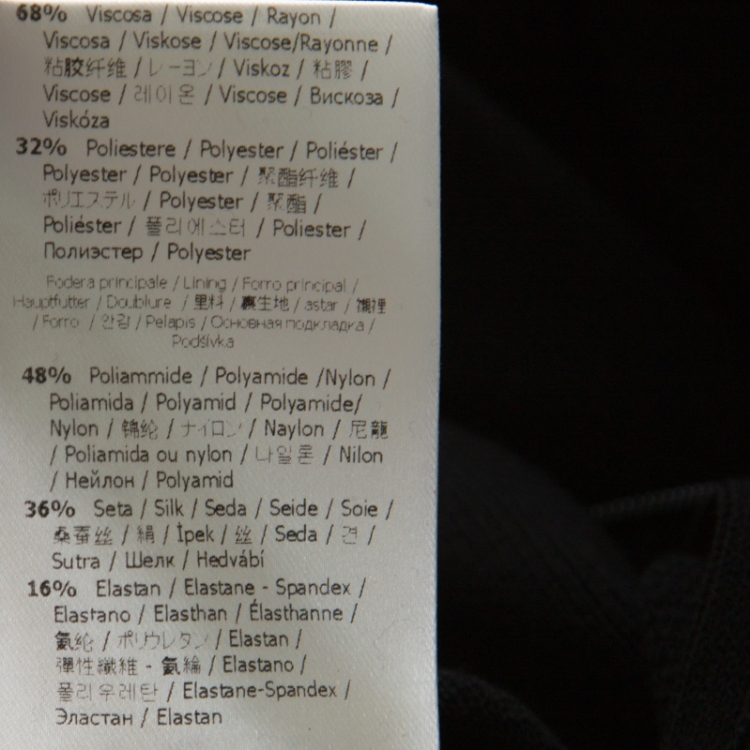 68% Viscosa / Viscose / Rayon /
Viscosa / Viskose / Viscose/Rayonne /
粘胶纤维 / レーヨン / Viskoz / 粘膠 /
Viscose / 레이온 / Viscose / Вискоза /
Viskóza
32% Poliestere / Polyester / Poliéster /
Polyester / Polyester / 聚酯纤维 /
ポリエステル / Polyester / 聚酯 /
Poliéster / 폴리에스터 / Poliester /
Полиэстер / Polyester
Fodera principale / Lining / Forro principal /
Hauptfutter / Doublure / 里料 / 裏生地 / astar / 襯裡
/ Forro / 안감 / Pelapis / Основная подкладка /
Podšívka
48% Poliammide / Polyamide /Nylon /
Poliamida / Polyamid / Polyamide/
Nylon / 锦纶 / ナイロン / Naylon / 尼龍
/ Poliamida ou nylon / 나일론 / Nilon
/ Нейлон / Polyamid
36% Seta / Silk / Seda / Seide / Soie /
桑蚕丝 / 絹 / İpek / 丝 / Seda / 견 /
Sutra / Шелк / Hedvábí
16% Elastan / Elastane - Spandex /
Elastano / Elasthan / Élasthanne /
氨纶 / ポリウレタン / Elastan /
彈性纖維 - 氨綸 / Elastano /
폴리우레탄 / Elastane-Spandex /
Эластан / Elastan